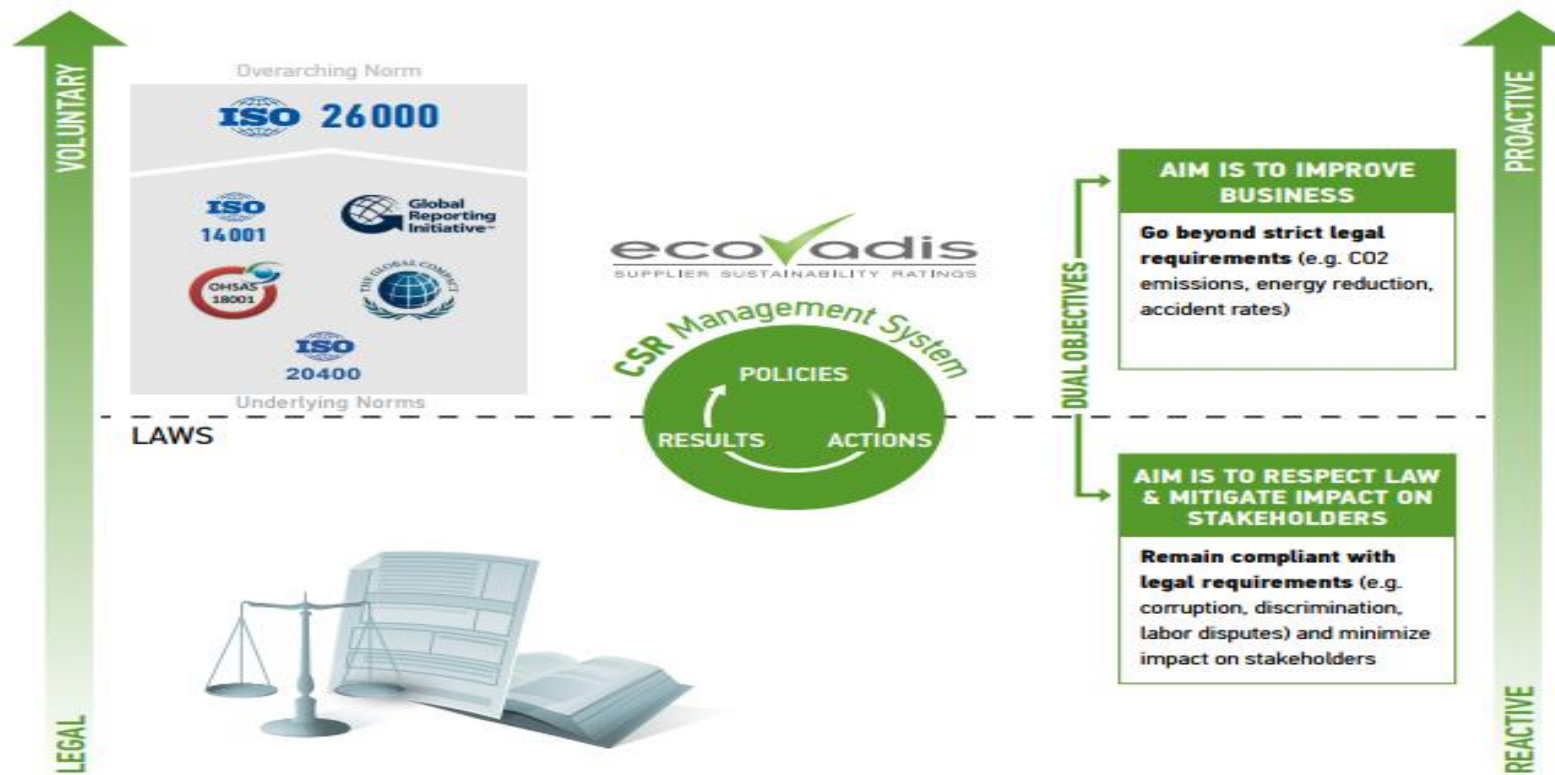 VOLUNTARY
LEGAL
Overarching Norm
ISO 26000
ISO
14001
Global
Reporting
Initiative™
OHSAS
18001
THE GLOBAL COMPACT
ISO
20400
Underlying Norms
LAWS
ecovadis
SUPPLIER SUSTAINABILITY RATINGS
CSR Management System
POLICIES
RESULTS
ACTIONS
DUAL OBJECTIVES
AIM IS TO IMPROVE
BUSINESS
Go beyond strict legal
requirements (e.g. CO2
emissions, energy reduction,
accident rates)
AIM IS TO RESPECT LAW
& MITIGATE IMPACT ON
STAKEHOLDERS
Remain compliant with
legal requirements (e.g.
corruption, discrimination,
labor disputes) and minimize
impact on stakeholders
PROACTIVE
REACTIVE